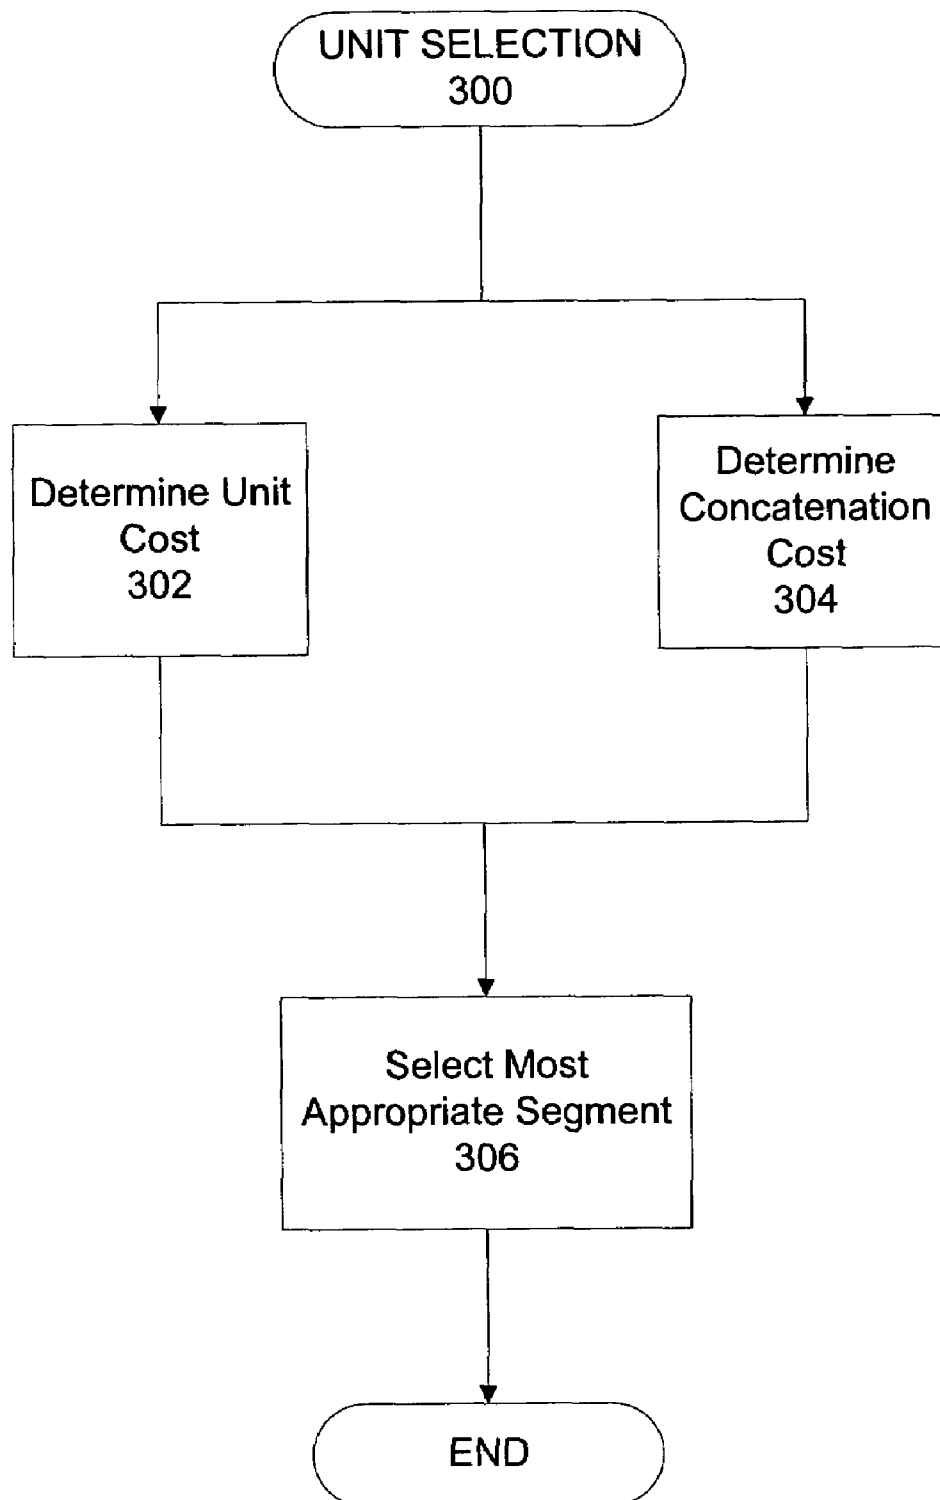 UNIT SELECTION
300
Determine Unit
Cost
302
Determine
Concatenation
Cost
304
Select Most
Appropriate Segment
306
END